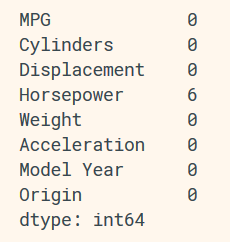 MPG 0
Cylinders 0
Displacement 0
Horsepower 6
Weight 0
Acceleration 0
Model Year 0
Origin 0
dtype: int64